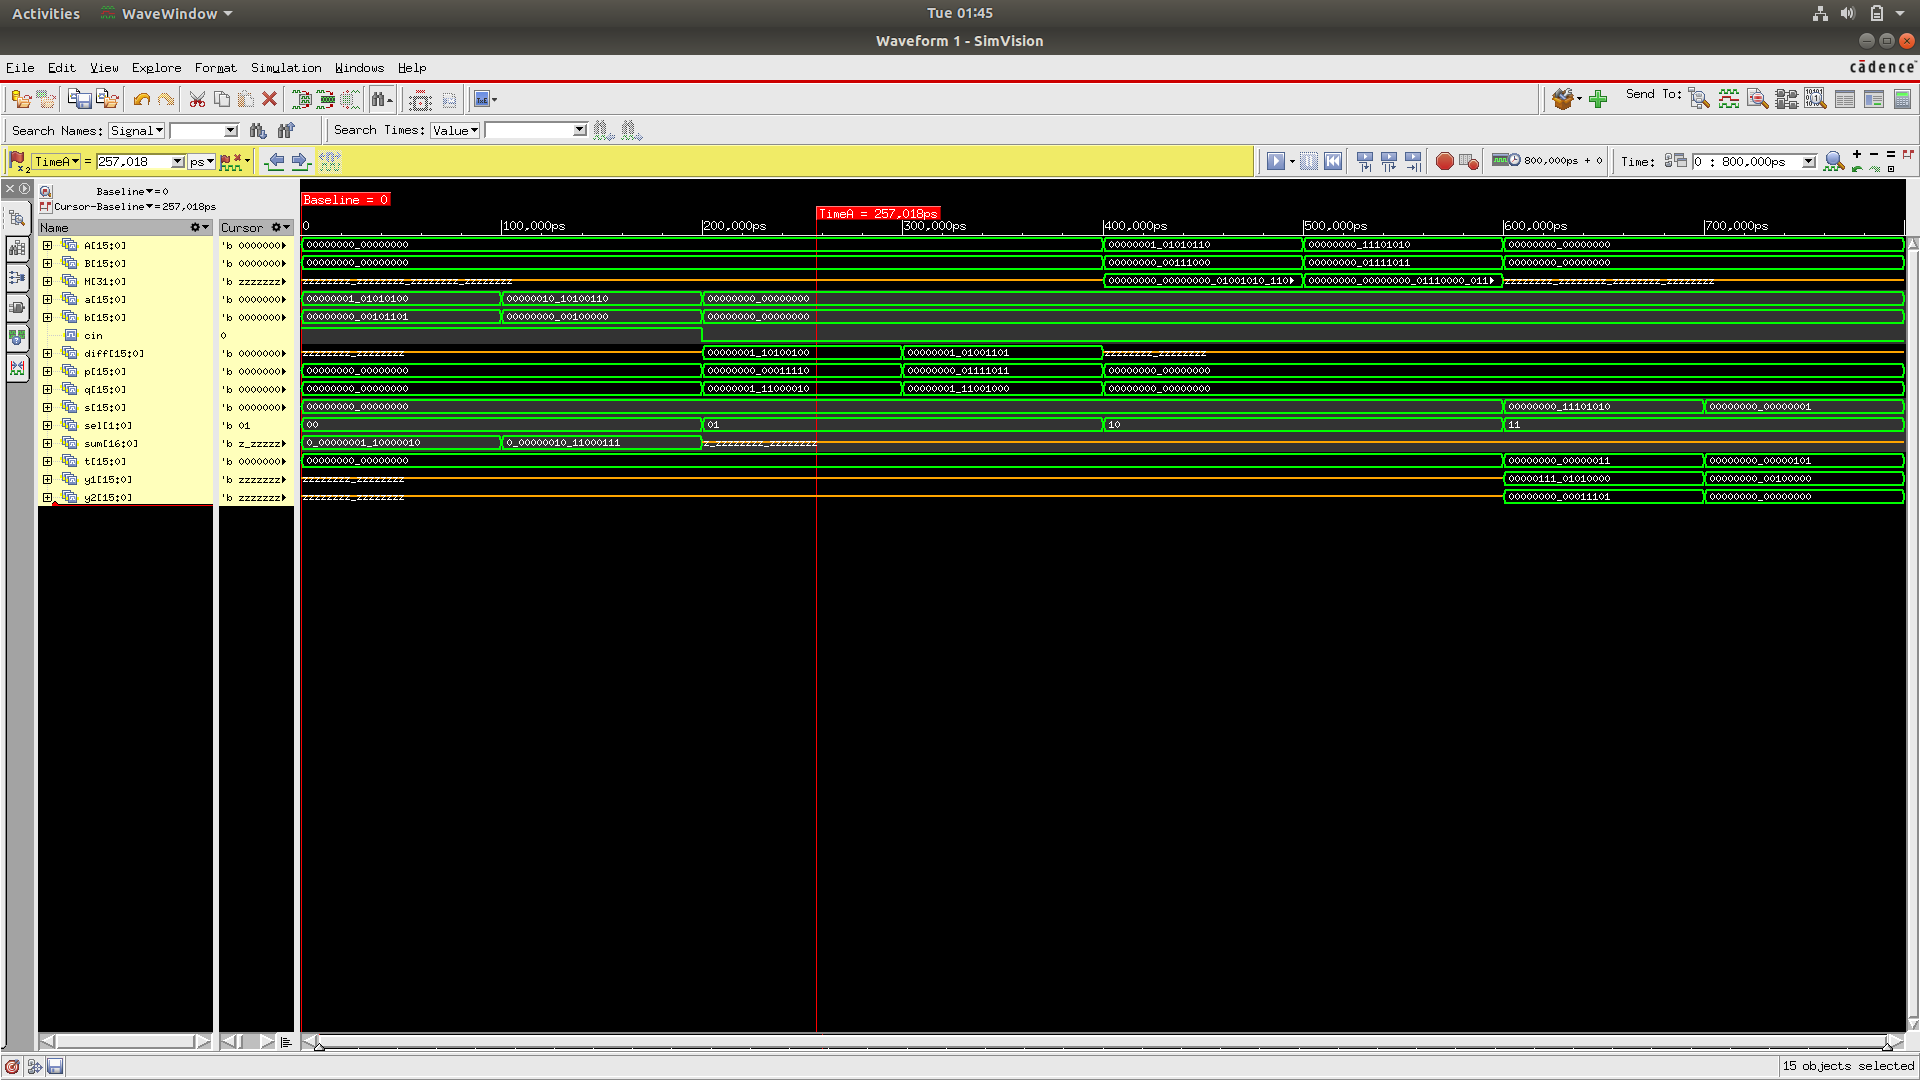 Activities WaveWindow Tue 01:45
Waveform 1 - SimVision
File Edit View Explore Format Simulation Windows Help cādence
Send To:
Search Names: Signal Search Times: Value
TimeA = 257,018 ps 800,000ps + 0 Time: 0 : 800,000ps
Baseline = 0
Cursor-Baseline = 257,018ps
Baseline = 0
TimeA = 257,018ps
Name Cursor 0 100,000ps 200,000ps 300,000ps 400,000ps 500,000ps 600,000ps 700,000ps
A[15:0] 'b 0000000 00000000_00000000 00000001_01010110 00000000_11101010 00000000_00000000
B[15:0] 'b 0000000 00000000_00000000 00000000_00111000 00000000_01111011 00000000_00000000
M[31:0] 'b zzzzzzz zzzzzzzz_zzzzzzzz_zzzzzzzz_zzzzzzzz 00000000_00000000_01001010_110 00000000_00000000_01110000_011 zzzzzzzz_zzzzzzzz_zzzzzzzz_zzzzzzzz
a[15:0] 'b 0000000 00000001_01010100 00000010_10100110 00000000_00000000
b[15:0] 'b 0000000 00000000_00101101 00000000_00100000 00000000_00000000
cin 0
diff[15:0] 'b 0000000 zzzzzzzz_zzzzzzzz 00000001_10100100 00000001_01001101 zzzzzzzz_zzzzzzzz
p[15:0] 'b 0000000 00000000_00000000 00000000_00011110 00000000_01111011 00000000_00000000
q[15:0] 'b 0000000 00000000_00000000 00000001_11000010 00000001_11001000 00000000_00000000
s[15:0] 'b 0000000 00000000_00000000 00000000_11101010 00000000_00000001
sel[1:0] 'b 01 00 01 10 11
sum[16:0] 'b z_zzzzz 0_00000001_10000010 0_00000010_11000111 z_zzzzzzzz_zzzzzzzz
t[15:0] 'b 0000000 00000000_00000000 00000000_00000011 00000000_00000101
y1[15:0] 'b zzzzzzz zzzzzzzz_zzzzzzzz 00000111_01010000 00000000_00100000
y2[15:0] 'b zzzzzzz zzzzzzzz_zzzzzzzz 00000000_00011101 00000000_00000000
15 objects selected